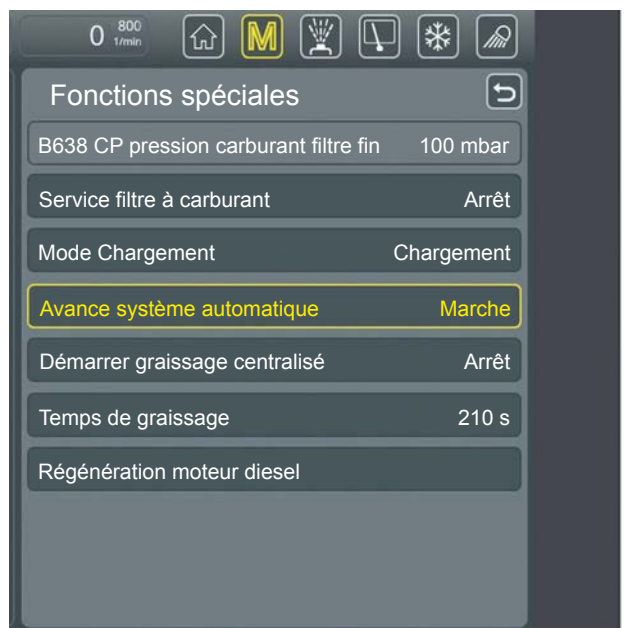 0 800 1/min M
Fonctions spéciales
B638 CP pression carburant filtre fin 100 mbar
Service filtre à carburant Arrêt
Mode Chargement Chargement
Avance système automatique Marche
Démarrer graissage centralisé Arrêt
Temps de graissage 210 s
Régénération moteur diesel